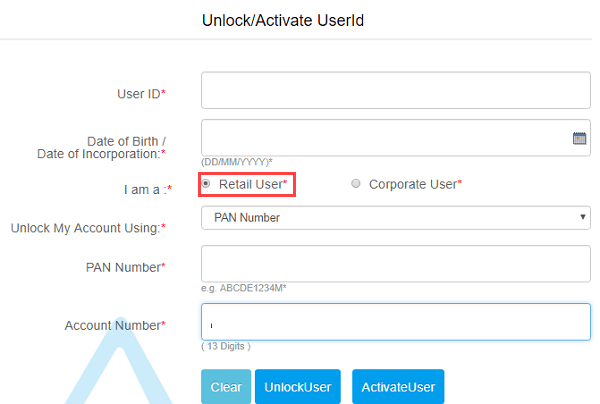 Unlock/Activate UserId
User ID*
Date of Birth /
Date of Incorporation:*
(DD/MM/YYYY)*
I am a :* Retail User* Corporate User*
Unlock My Account Using:* PAN Number
PAN Number*
e.g. ABCDE1234M*
Account Number*
( 13 Digits )
Clear UnlockUser ActivateUser